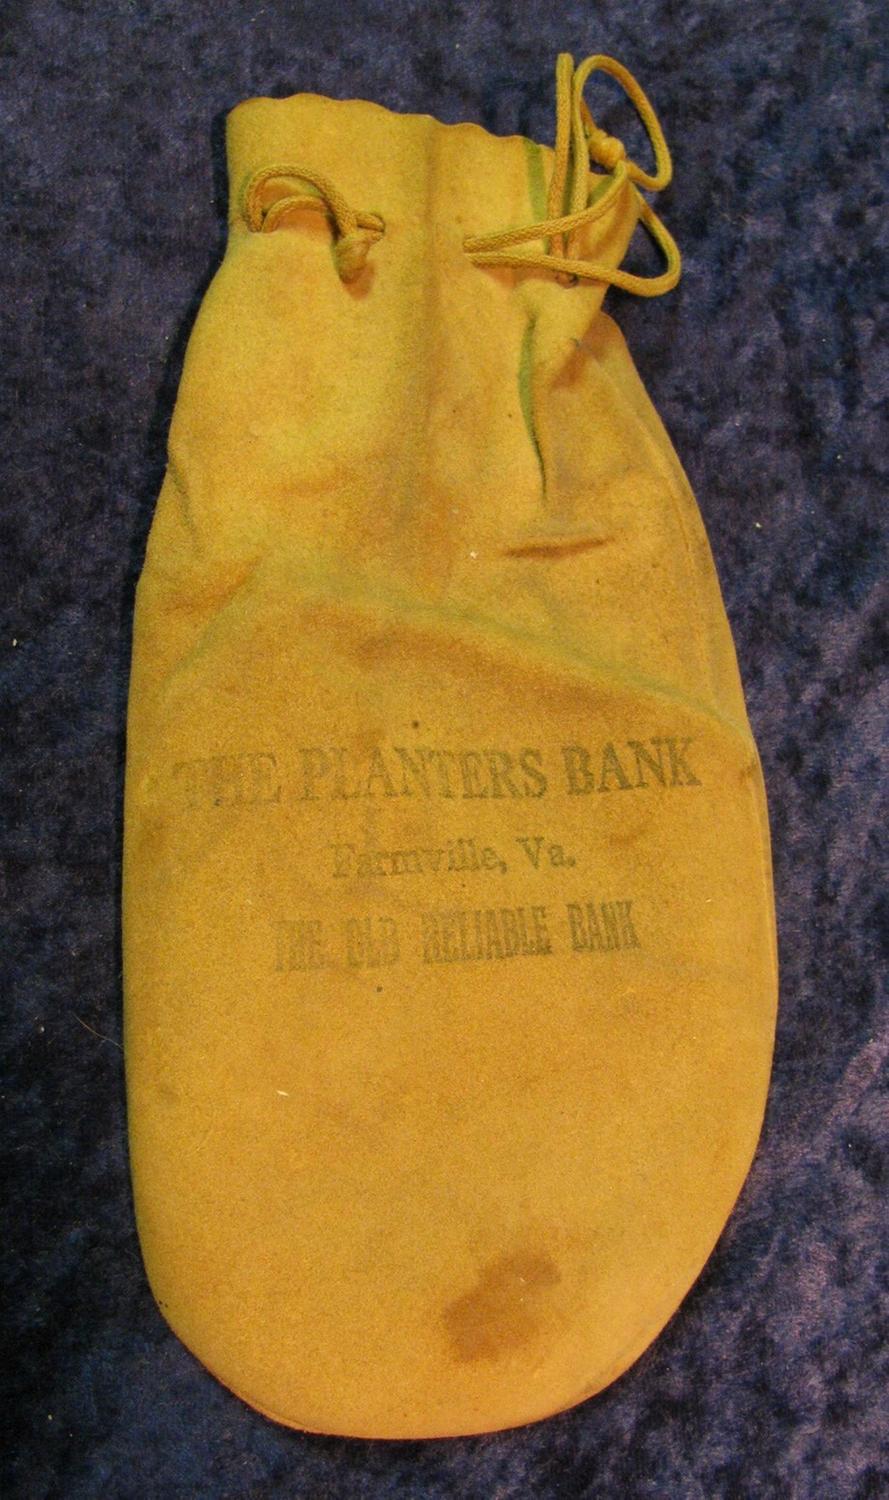 THE PLANTERS BANK
Farmville, Va.
THE OLD RELIABLE BANK